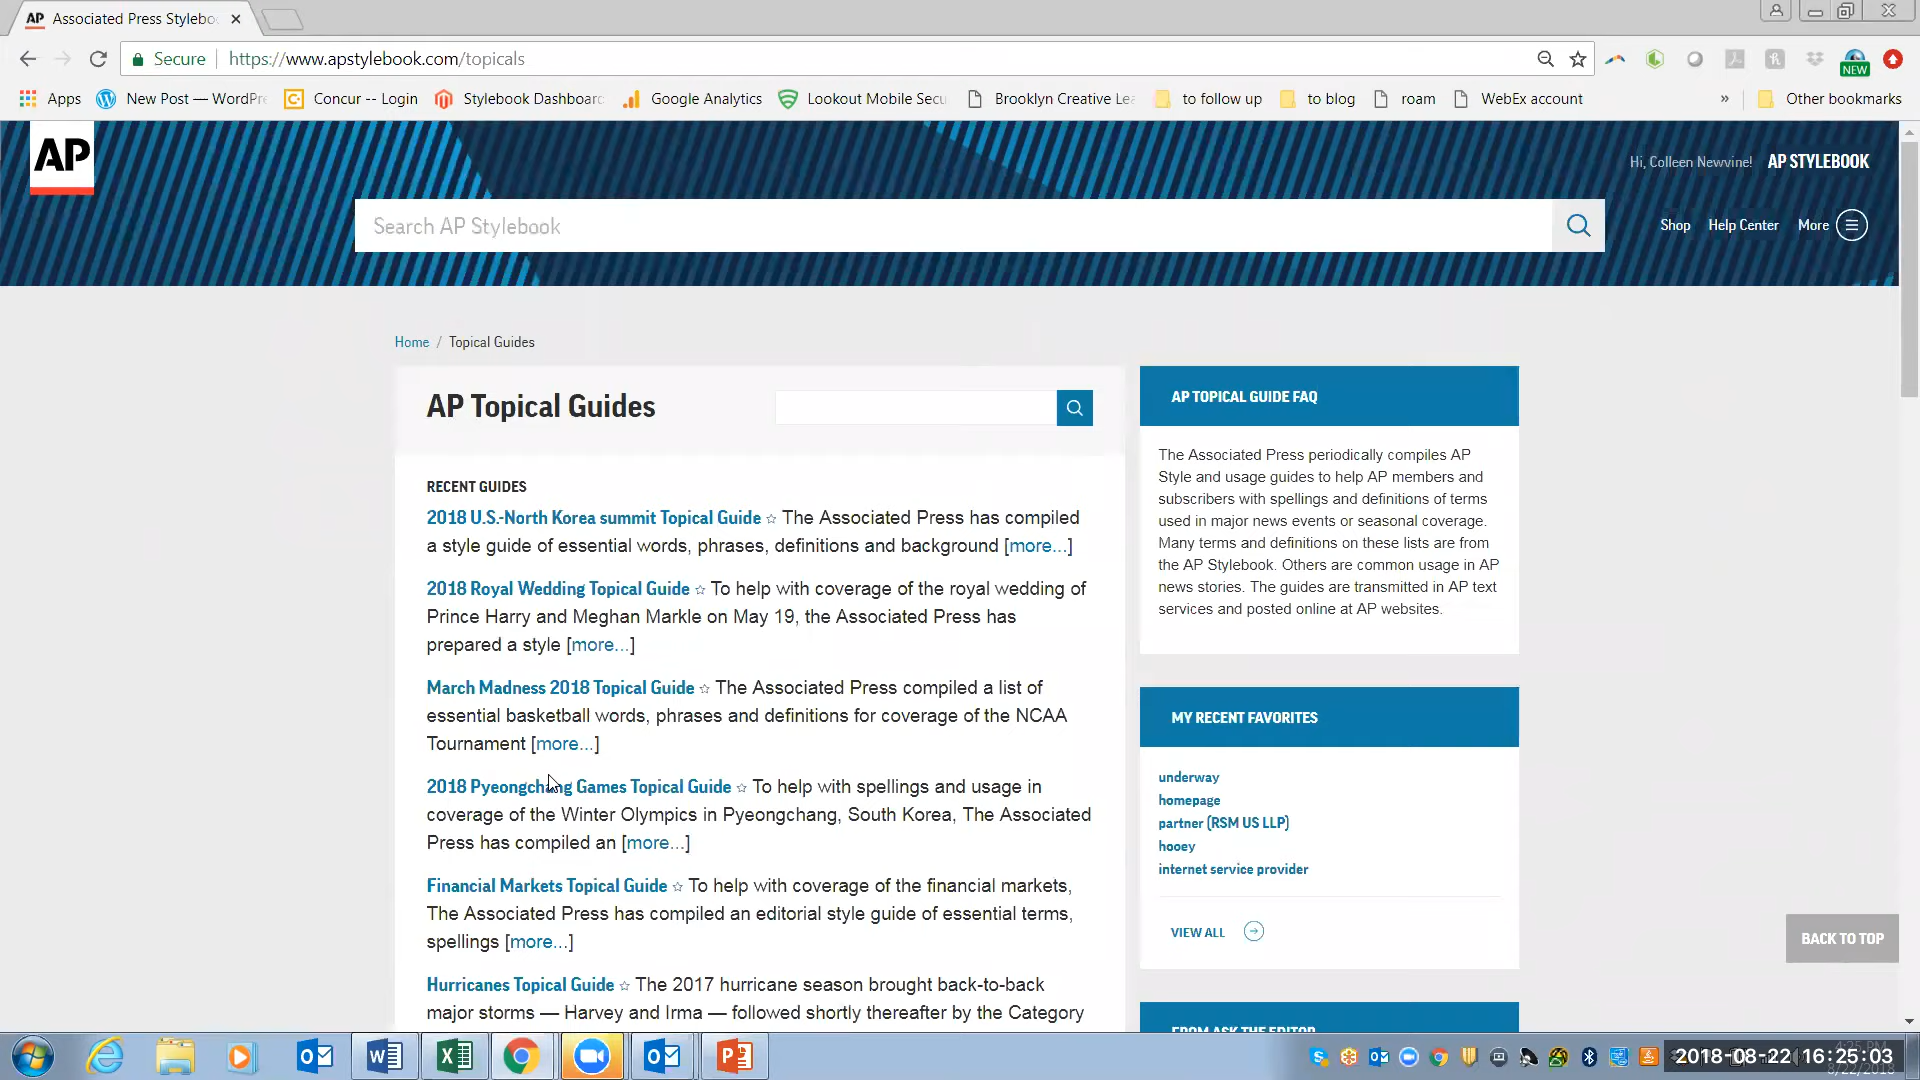 AP Associated Press Stylebo
Secure https://www.apstylebook.com/topicals
NEW
Apps New Post — WordPre Concur -- Login Stylebook Dashboard Google Analytics Lookout Mobile Secu Brooklyn Creative Lea to follow up to blog roam WebEx account » Other bookmarks
AP
Hi, Colleen Newvine! AP STYLEBOOK
Search AP Stylebook
Shop Help Center More
Home / Topical Guides
AP Topical Guides
RECENT GUIDES
2018 U.S.-North Korea summit Topical Guide ☆ The Associated Press has compiled
a style guide of essential words, phrases, definitions and background [more...]
2018 Royal Wedding Topical Guide ☆ To help with coverage of the royal wedding of
Prince Harry and Meghan Markle on May 19, the Associated Press has
prepared a style [more...]
March Madness 2018 Topical Guide ☆ The Associated Press compiled a list of
essential basketball words, phrases and definitions for coverage of the NCAA
Tournament [more...]
2018 Pyeongchang Games Topical Guide ☆ To help with spellings and usage in
coverage of the Winter Olympics in Pyeongchang, South Korea, The Associated
Press has compiled an [more...]
Financial Markets Topical Guide ☆ To help with coverage of the financial markets,
The Associated Press has compiled an editorial style guide of essential terms,
spellings [more...]
Hurricanes Topical Guide ☆ The 2017 hurricane season brought back-to-back
major storms — Harvey and Irma — followed shortly thereafter by the Category
AP TOPICAL GUIDE FAQ
The Associated Press periodically compiles AP
Style and usage guides to help AP members and
subscribers with spellings and definitions of terms
used in major news events or seasonal coverage.
Many terms and definitions on these lists are from
the AP Stylebook. Others are common usage in AP
news stories. The guides are transmitted in AP text
services and posted online at AP websites.
MY RECENT FAVORITES
underway
homepage
partner (RSM US LLP)
hooey
internet service provider
VIEW ALL
BACK TO TOP
FROM ASK THE EDITOR
2018-08-22 16:25:03